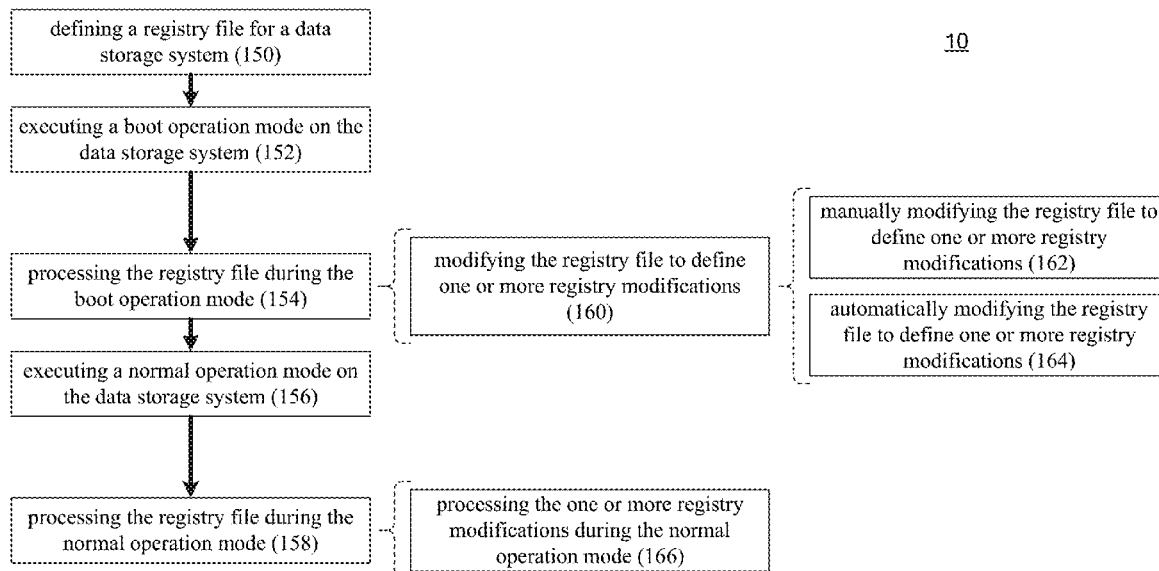 defining a registry file for a data
storage system (150)
10
executing a boot operation mode on the
data storage system (152)
processing the registry file during the
boot operation mode (154)
modifying the registry file to define
one or more registry modifications
(160)
manually modifying the registry file to
define one or more registry
modifications (162)
automatically modifying the registry
file to define one or more registry
modifications (164)
executing a normal operation mode on
the data storage system (156)
processing the registry file during the
normal operation mode (158)
processing the one or more registry
modifications during the normal
operation mode (166)